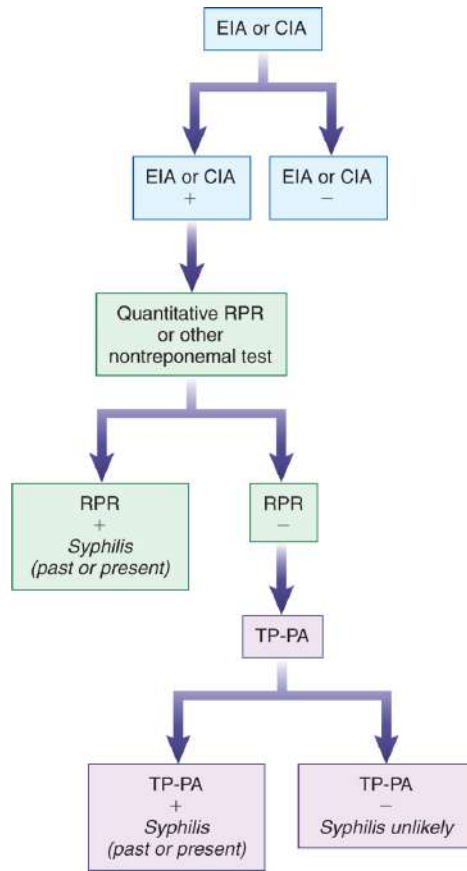 EIA or CIA
EIA or CIA
+
EIA or CIA
−
Quantitative RPR
or other
nontreponemal test
RPR
+
Syphilis
(past or present)
RPR
−
TP-PA
TP-PA
+
Syphilis
(past or present)
TP-PA
−
Syphilis unlikely